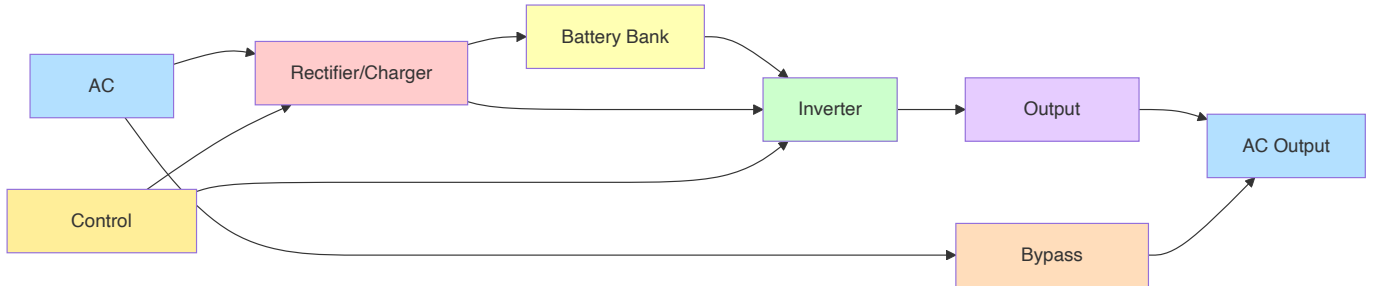 AC
Rectifier/Charger
Battery Bank
Inverter
Output
AC Output
Control
Bypass